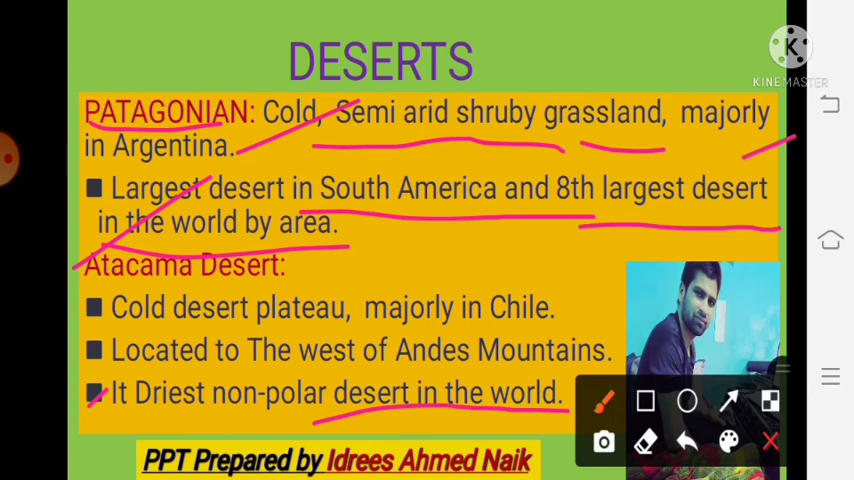 DESERTS
K
KINEMASTER
PATAGONIAN: Cold, Semi arid shruby grassland, majorly
in Argentina.
Largest desert in South America and 8th largest desert
in the world by area.
Atacama Desert:
Cold desert plateau, majorly in Chile.
Located to The west of Andes Mountains.
It Driest non-polar desert in the world.
PPT Prepared by Idrees Ahmed Naik